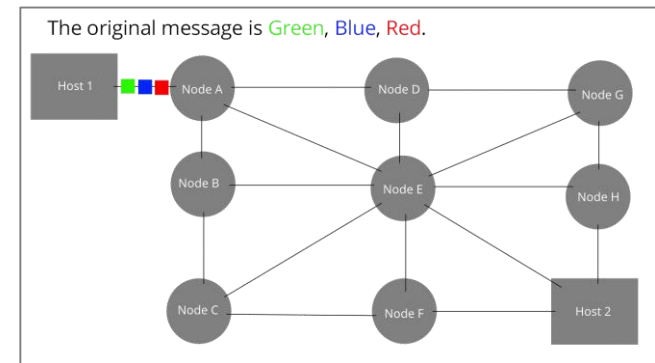 The original message is Green, Blue, Red.
Host 1
Node A
Node D
Node G
Node B
Node E
Node H
Node C
Node F
Host 2